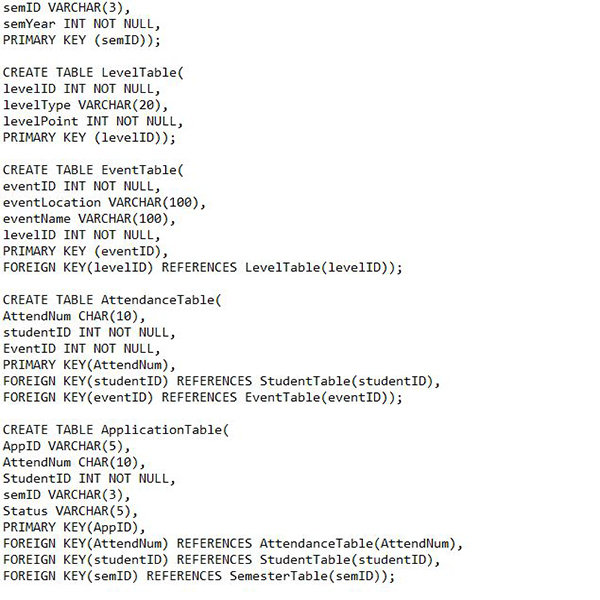 semID VARCHAR(3),
semYear INT NOT NULL,
PRIMARY KEY (semID));
CREATE TABLE LevelTable(
levelID INT NOT NULL,
levelType VARCHAR(20),
levelPoint INT NOT NULL,
PRIMARY KEY (levelID));
CREATE TABLE EventTable(
eventID INT NOT NULL,
eventLocation VARCHAR(100),
eventName VARCHAR(100),
levelID INT NOT NULL,
PRIMARY KEY (eventID),
FOREIGN KEY(levelID) REFERENCES LevelTable(levelID));
CREATE TABLE AttendanceTable(
AttendNum CHAR(10),
studentID INT NOT NULL,
EventID INT NOT NULL,
PRIMARY KEY(AttendNum),
FOREIGN KEY(studentID) REFERENCES StudentTable(studentID),
FOREIGN KEY(eventID) REFERENCES EventTable(eventID));
CREATE TABLE ApplicationTable(
AppID VARCHAR(5),
AttendNum CHAR(10),
StudentID INT NOT NULL,
semID VARCHAR(3),
Status VARCHAR(5),
PRIMARY KEY(AppID),
FOREIGN KEY(AttendNum) REFERENCES AttendanceTable(AttendNum),
FOREIGN KEY(studentID) REFERENCES StudentTable(studentID),
FOREIGN KEY(semID) REFERENCES SemesterTable(semID));